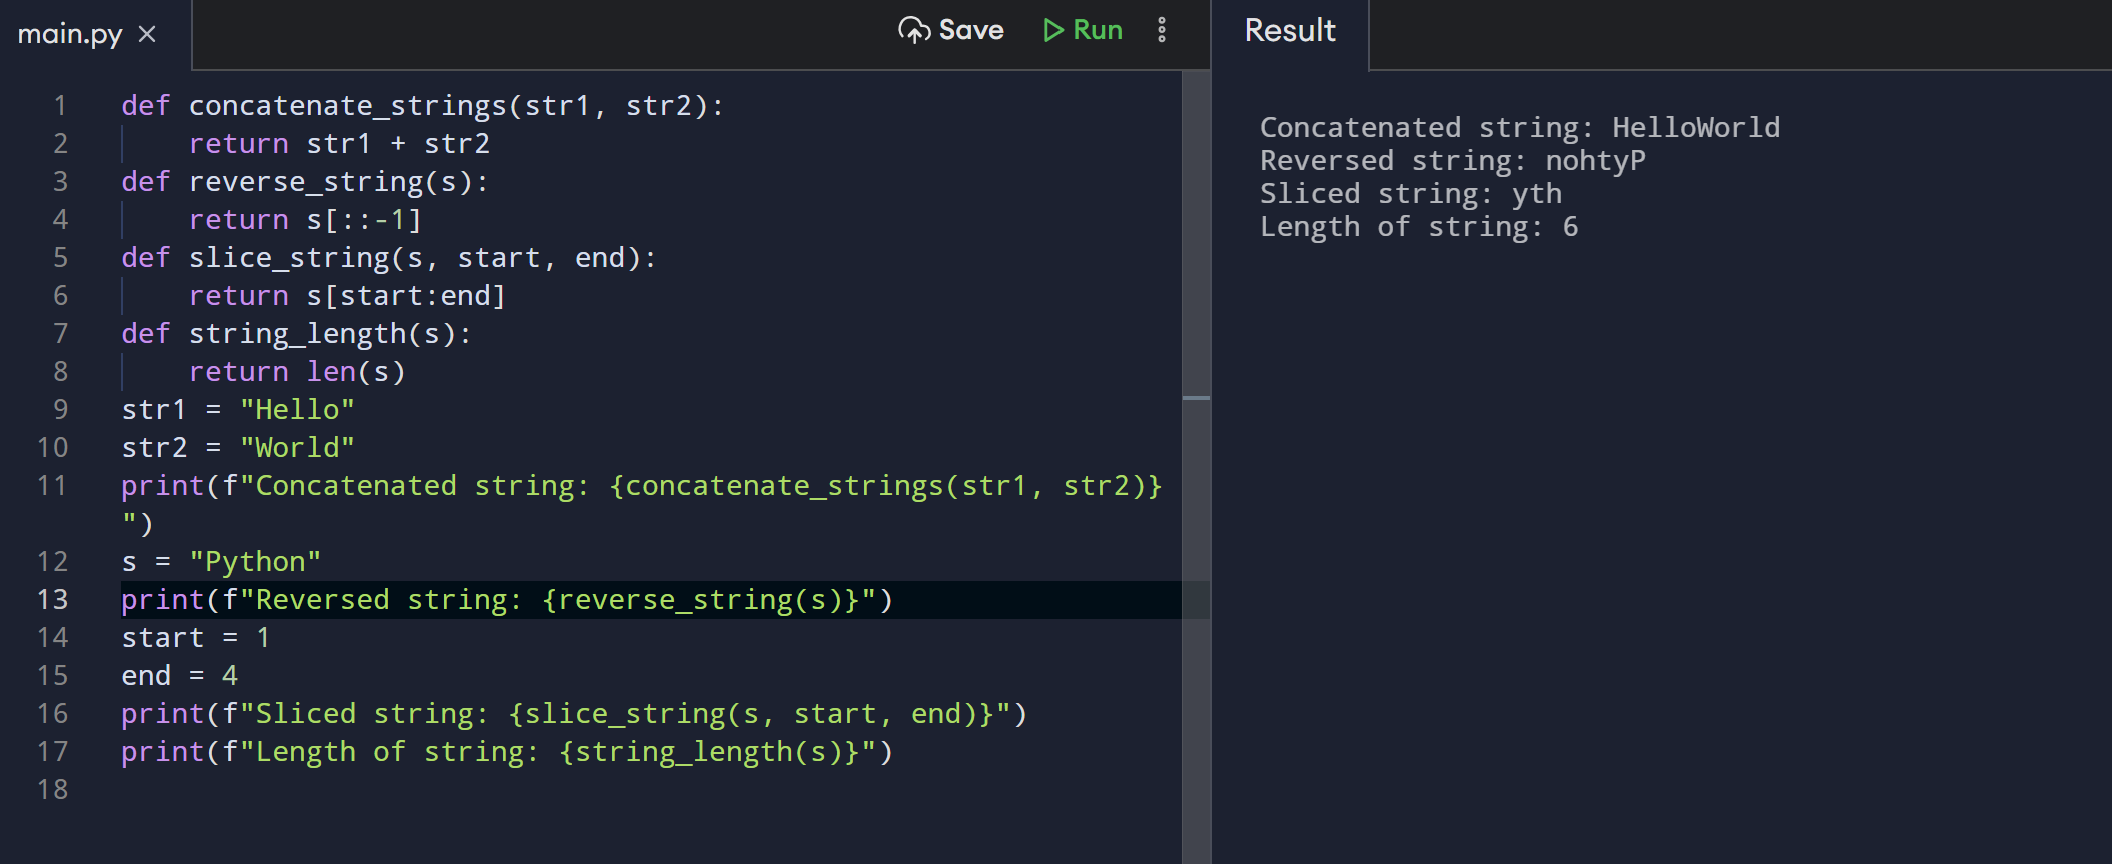 main.py ×
Save Run
Result
1 def concatenate_strings(str1, str2):
2     return str1 + str2
3 def reverse_string(s):
4     return s[::-1]
5 def slice_string(s, start, end):
6     return s[start:end]
7 def string_length(s):
8     return len(s)
9 str1 = "Hello"
10 str2 = "World"
11 print(f"Concatenated string: {concatenate_strings(str1, str2)}
")
12 s = "Python"
13 print(f"Reversed string: {reverse_string(s)}")
14 start = 1
15 end = 4
16 print(f"Sliced string: {slice_string(s, start, end)}")
17 print(f"Length of string: {string_length(s)}")
18
Concatenated string: HelloWorld
Reversed string: nohtyP
Sliced string: yth
Length of string: 6